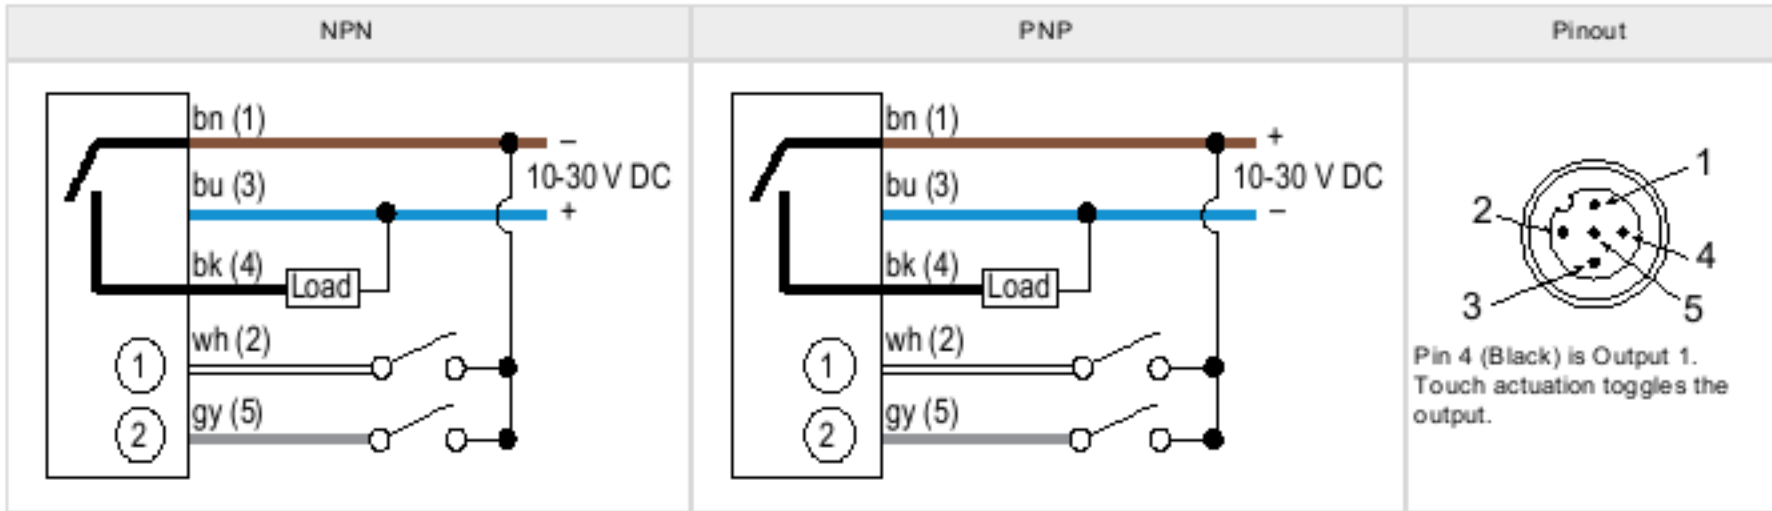 NPN
PNP
Pinout
bn (1)
–
10-30 V DC
bu (3)
+
bk (4)
Load
wh (2)
1
gy (5)
2
bn (1)
+
10-30 V DC
bu (3)
–
bk (4)
Load
wh (2)
1
gy (5)
2
1
2
4
3
5
Pin 4 (Black) is Output 1.
Touch actuation toggles the
output.